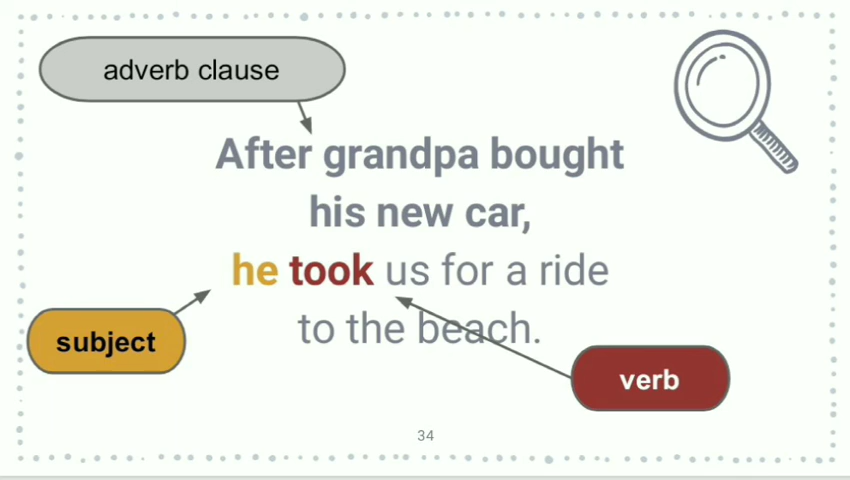 adverb clause
After grandpa bought
his new car,
he took us for a ride
to the beach.
subject
verb
34